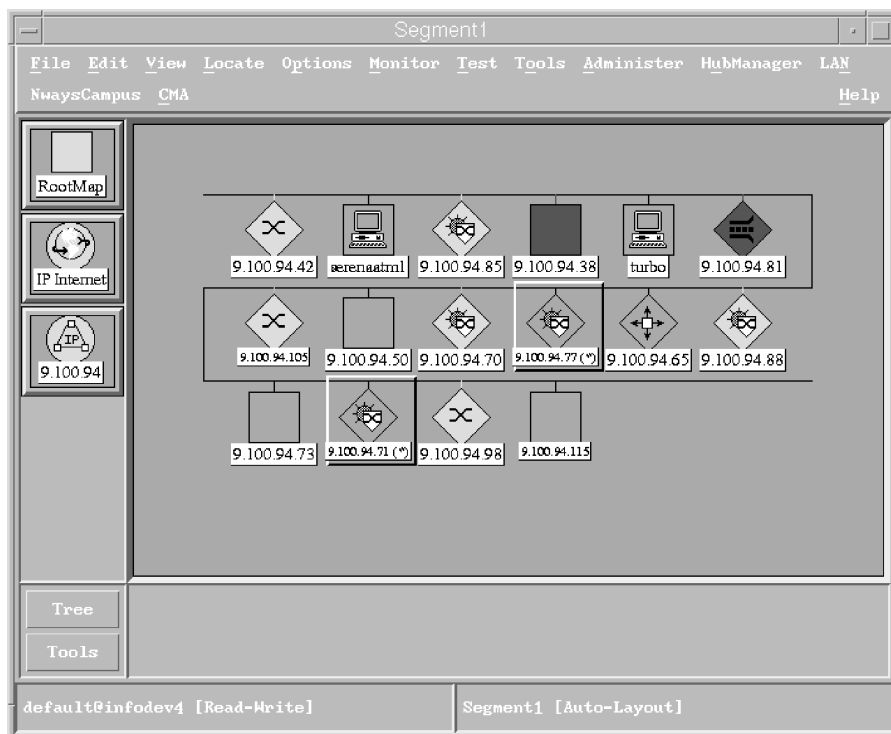 Segment1
File Edit View Locate Options Monitor Test Tools Administer HubManager LAN
NwaysCampus CMA Help
RootMap
IP Internet
IP
9.100.94
9.100.94.42 serenaatm1 9.100.94.85 9.100.94.38 turbo 9.100.94.81
9.100.94.105 9.100.94.50 9.100.94.70 9.100.94.77 (*) 9.100.94.65 9.100.94.88
9.100.94.73 9.100.94.71 (*) 9.100.94.98 9.100.94.115
Tree
Tools
default@infodev4 [Read-Write] Segment1 [Auto-Layout]